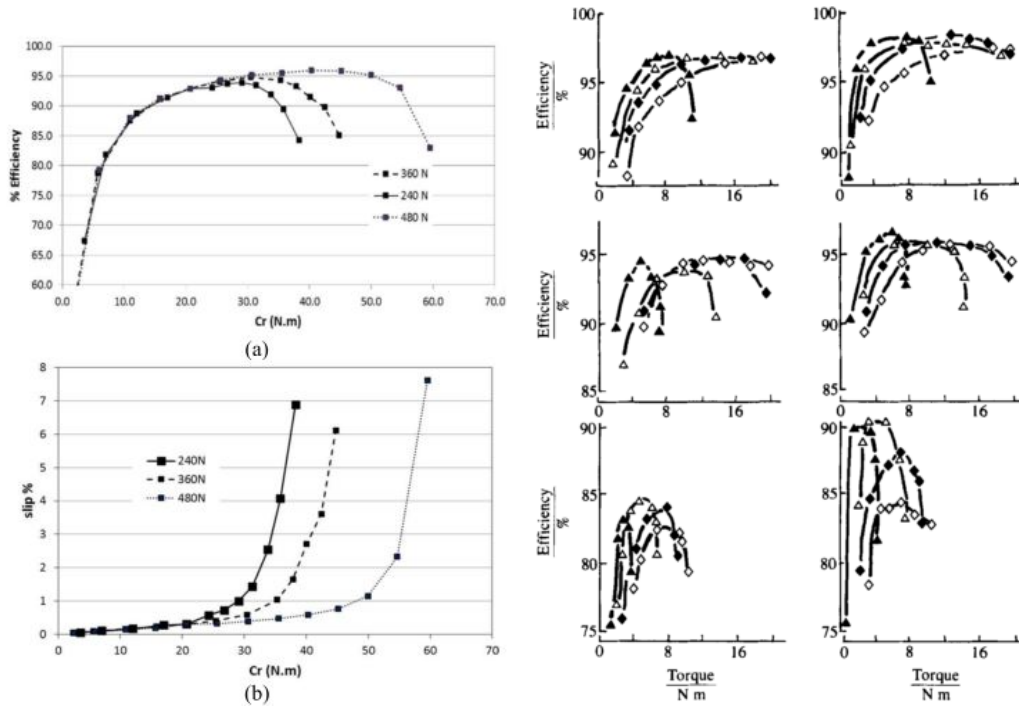 100.0
95.0
90.0
85.0
80.0
75.0
70.0
65.0
60.0
% Efficiency
360 N
240 N
480 N
0.0 10.0 20.0 30.0 40.0 50.0 60.0 70.0
Cr (N.m)
(a)
8
7
6
5
4
3
2
1
0
slip %
240N
360N
480N
0 10 20 30 40 50 60 70
Cr (N.m)
(b)
100
95
90
Efficiency
%
0 8 16
100
95
90
Efficiency
%
0 8 16
95
90
85
Efficiency
%
0 8 16
95
90
85
Efficiency
%
0 8 16
90
85
80
75
Efficiency
%
0 8 16
Torque
N m
90
85
80
75
Efficiency
%
0 8 16
Torque
N m